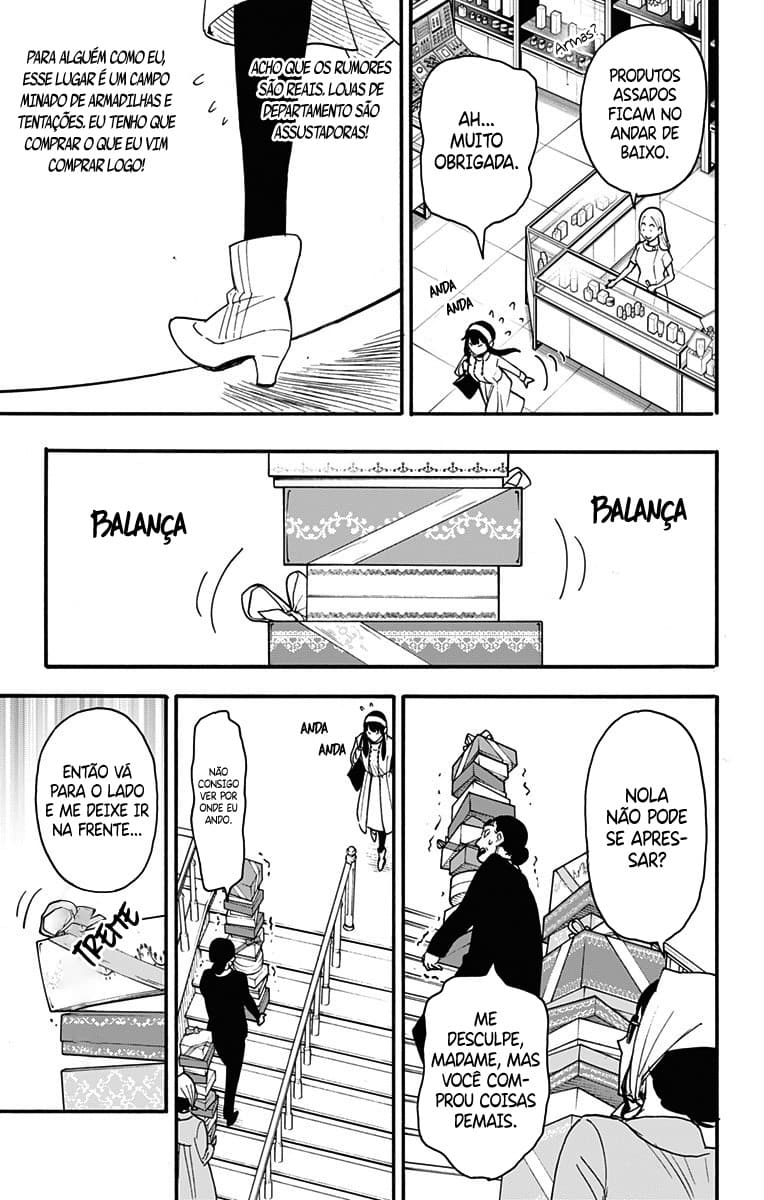 Armas?
PRODUTOS
ASSADOS
FICAM NO
ANDAR DE
BAIXO.
AH...
MUITO
OBRIGADA.
ANDA
ANDA
ACHO QUE OS RUMORES
SÃO REAIS. LOJAS DE
DEPARTAMENTO SÃO
ASSUSTADORAS!
PARA ALGUÉM COMO EU,
ESSE LUGAR É UM CAMPO
MINADO DE ARMADILHAS E
TENTAÇÕES. EU TENHO QUE
COMPRAR O QUE EU VIM
COMPRAR LOGO!
BALANÇA
BALANÇA
NOLA
NÃO PODE
SE APRES-
SAR?
ME
DESCULPE,
MADAME, MAS
VOCÊ COM-
PROU COISAS
DEMAIS.
ANDA
ANDA
NÃO
CONSIGO
VER POR
ONDE EU
ANDO.
ENTÃO VÁ
PARA O LADO
E ME DEIXE IR
NA FRENTE...
TREME